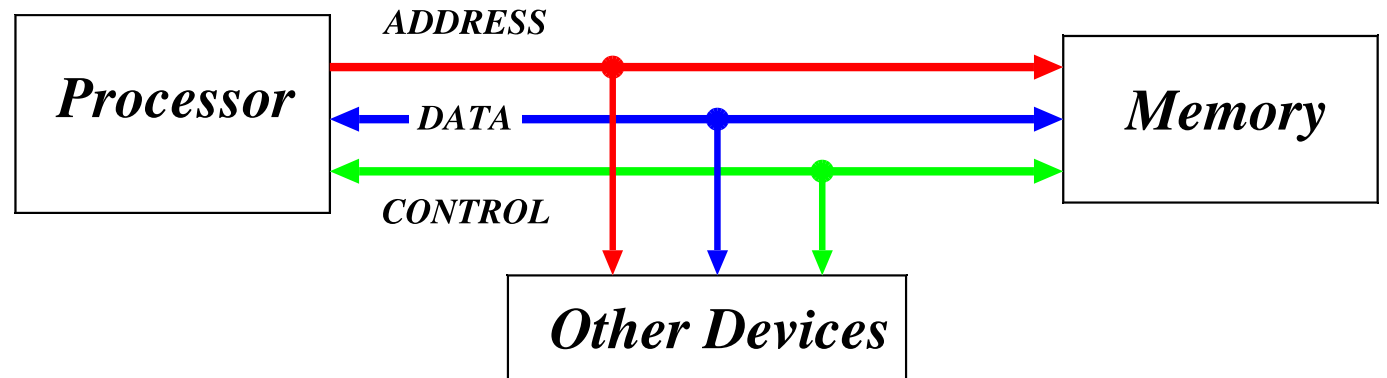 ADDRESS
Processor
DATA
Memory
CONTROL
Other Devices